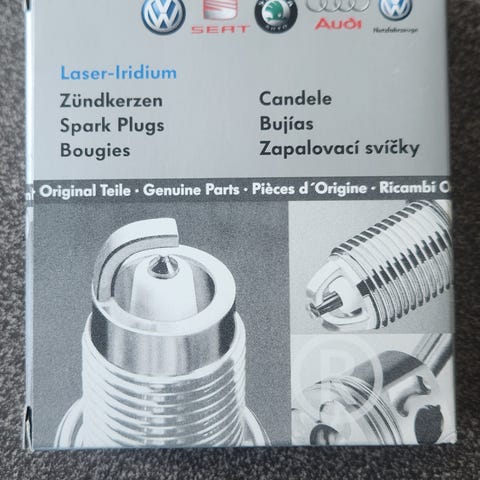 SEAT
Audi
Nutzfahrzeuge
Laser-Iridium
Zündkerzen
Spark Plugs
Bougies
Candele
Bujías
Zapalovací svíčky
Original Teile · Genuine Parts · Pièces d´Origine · Ricambi O
R